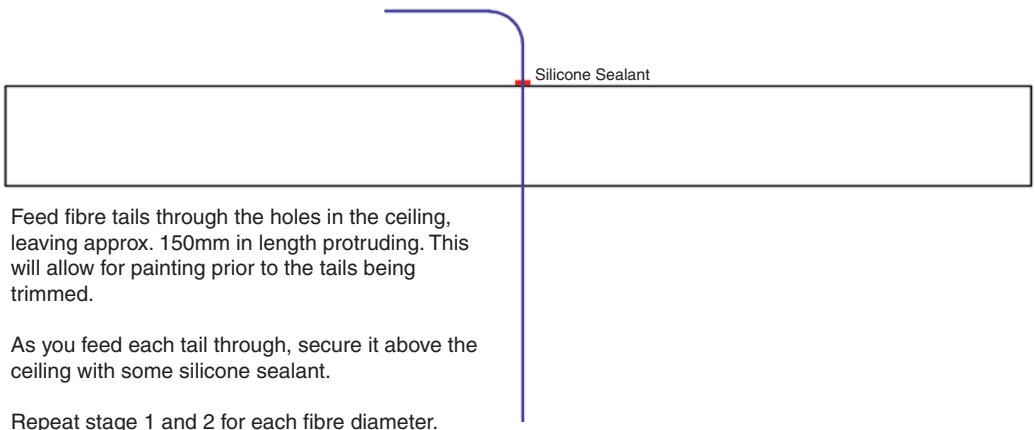 Silicone Sealant
Feed fibre tails through the holes in the ceiling,
leaving approx. 150mm in length protruding. This
will allow for painting prior to the tails being
trimmed.
As you feed each tail through, secure it above the
ceiling with some silicone sealant.
Repeat stage 1 and 2 for each fibre diameter.